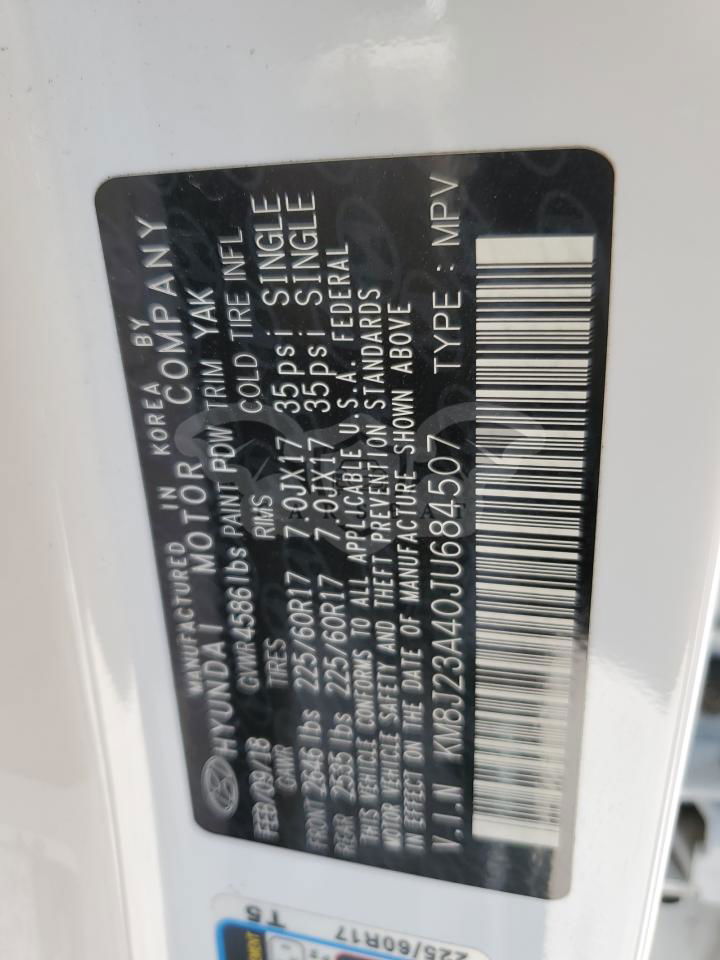 MANUFACTURED IN KOREA BY
HYUNDAI MOTOR COMPANY
FEB/09/18 GVWR 4586 lbs PAINT PDW TRIM YAK
GAWR TIRES RIMS COLD TIRE INFL
FRONT 2646 lbs 225/60R17 7.0JX17 35psi SINGLE
REAR 2535 lbs 225/60R17 7.0JX17 35psi SINGLE
THIS VEHICLE CONFORMS TO ALL APPLICABLE U.S.A. FEDERAL
MOTOR VEHICLE SAFETY AND THEFT PREVENTION STANDARDS
IN EFFECT ON THE DATE OF MANUFACTURE SHOWN ABOVE
V.I.N KM8J23A40JU684507 TYPE : MPV
T5
225/60R17